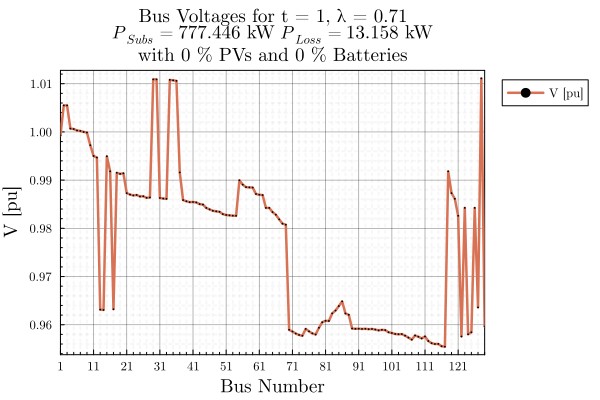 Bus Voltages for t = 1, λ = 0.71
P_Subs = 777.446 kW P_Loss = 13.158 kW
with 0 % PVs and 0 % Batteries
V [pu]
1.01
1.00
0.99
0.98
0.97
0.96
V [pu]
1 11 21 31 41 51 61 71 81 91 101 111 121
Bus Number